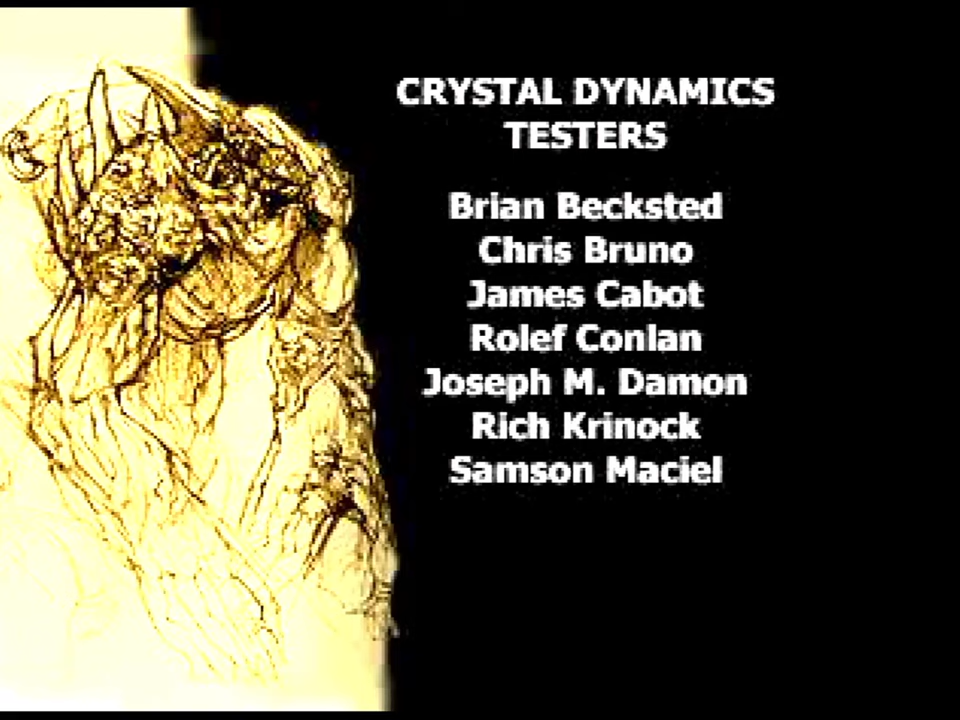 CRYSTAL DYNAMICS
TESTERS
Brian Becksted
Chris Bruno
James Cabot
Rolef Conlan
Joseph M. Damon
Rich Krinock
Samson Maciel